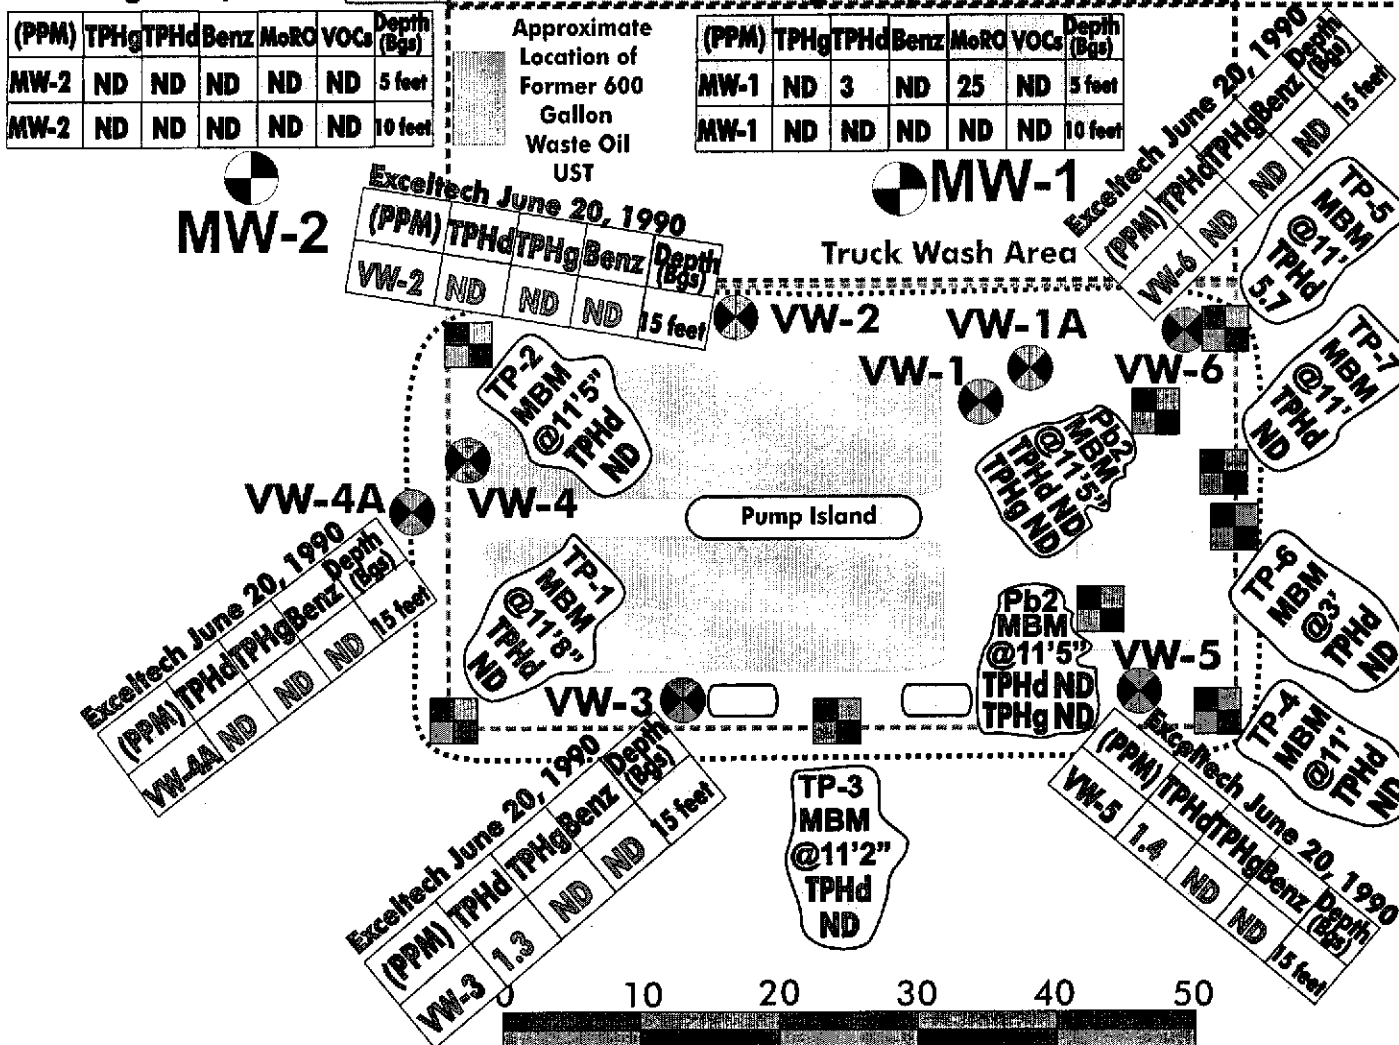 (PPM) TPHg TPHd Benz MoRO VOCs Depth (Bgs)
MW-2 ND ND ND ND ND 5 feet
MW-2 ND ND ND ND ND 10 feet
MW-2
Approximate
Location of
Former 600
Gallon
Waste Oil
UST
(PPM) TPHg TPHd Benz MoRO VOCs Depth (Bgs)
MW-1 ND 3 ND 25 ND 5 feet
MW-1 ND ND ND ND ND 10 feet
MW-1
Truck Wash Area
Exceltech June 20, 1990
(PPM) TPHd TPHg Benz Depth (Bgs)
VW-2 ND ND ND 15 feet
Exceltech June 20, 1990
(PPM) TPHd TPHg Benz Depth (Bgs)
VW-6 ND ND ND 15 feet
TP-5
MBM
@11'
TPHd
5.7
VW-2
VW-1A
VW-1
VW-6
TP-2
MBM
@11'5"
TPHd
ND
TP-7
MBM
@11'
TPHd
ND
Pb2
MBM
@11'5"
TPHd ND
TPHg ND
VW-4A
VW-4
Pump Island
Exceltech June 20, 1990
(PPM) TPHd TPHg Benz Depth (Bgs)
VW-4A ND ND ND 15 feet
TP-1
MBM
@11'8"
TPHd
ND
TP-6
MBM
@3'
TPHd
ND
Pb2
MBM
@11'5"
TPHd ND
TPHg ND
VW-5
VW-3
TP-4
MBM
@11'
TPHd
ND
Exceltech June 20, 1990
(PPM) TPHd TPHg Benz Depth (Bgs)
VW-3 1.3 ND ND 15 feet
TP-3
MBM
@11'2"
TPHd
ND
Exceltech June 20, 1990
(PPM) TPHd TPHg Benz Depth (Bgs)
VW-5 1.4 ND ND 15 feet
0 10 20 30 40 50